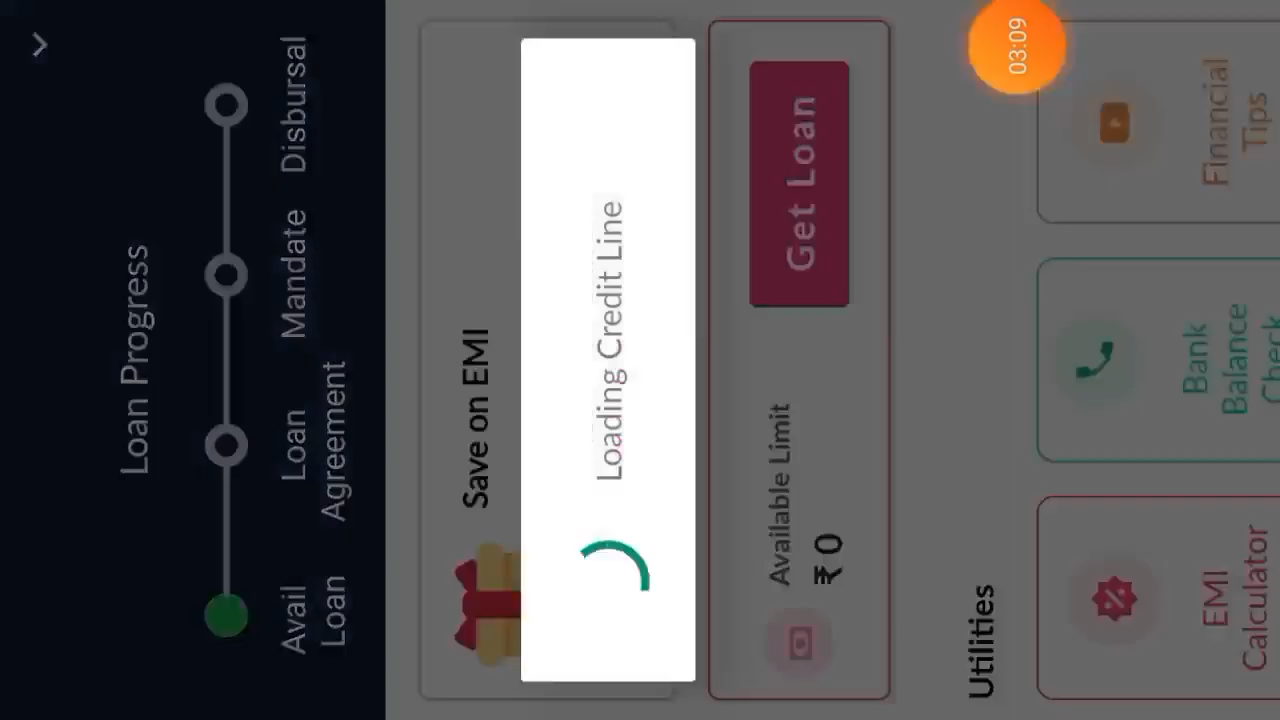 Loan Progress
Avail
Loan
Loan
Agreement
Mandate
Disbursal
Save on EMI
Loading Credit Line
Available Limit
₹ 0
Get Loan
03:09
Utilities
EMI
Calculator
Bank
Balance
Check
Financial
Tips